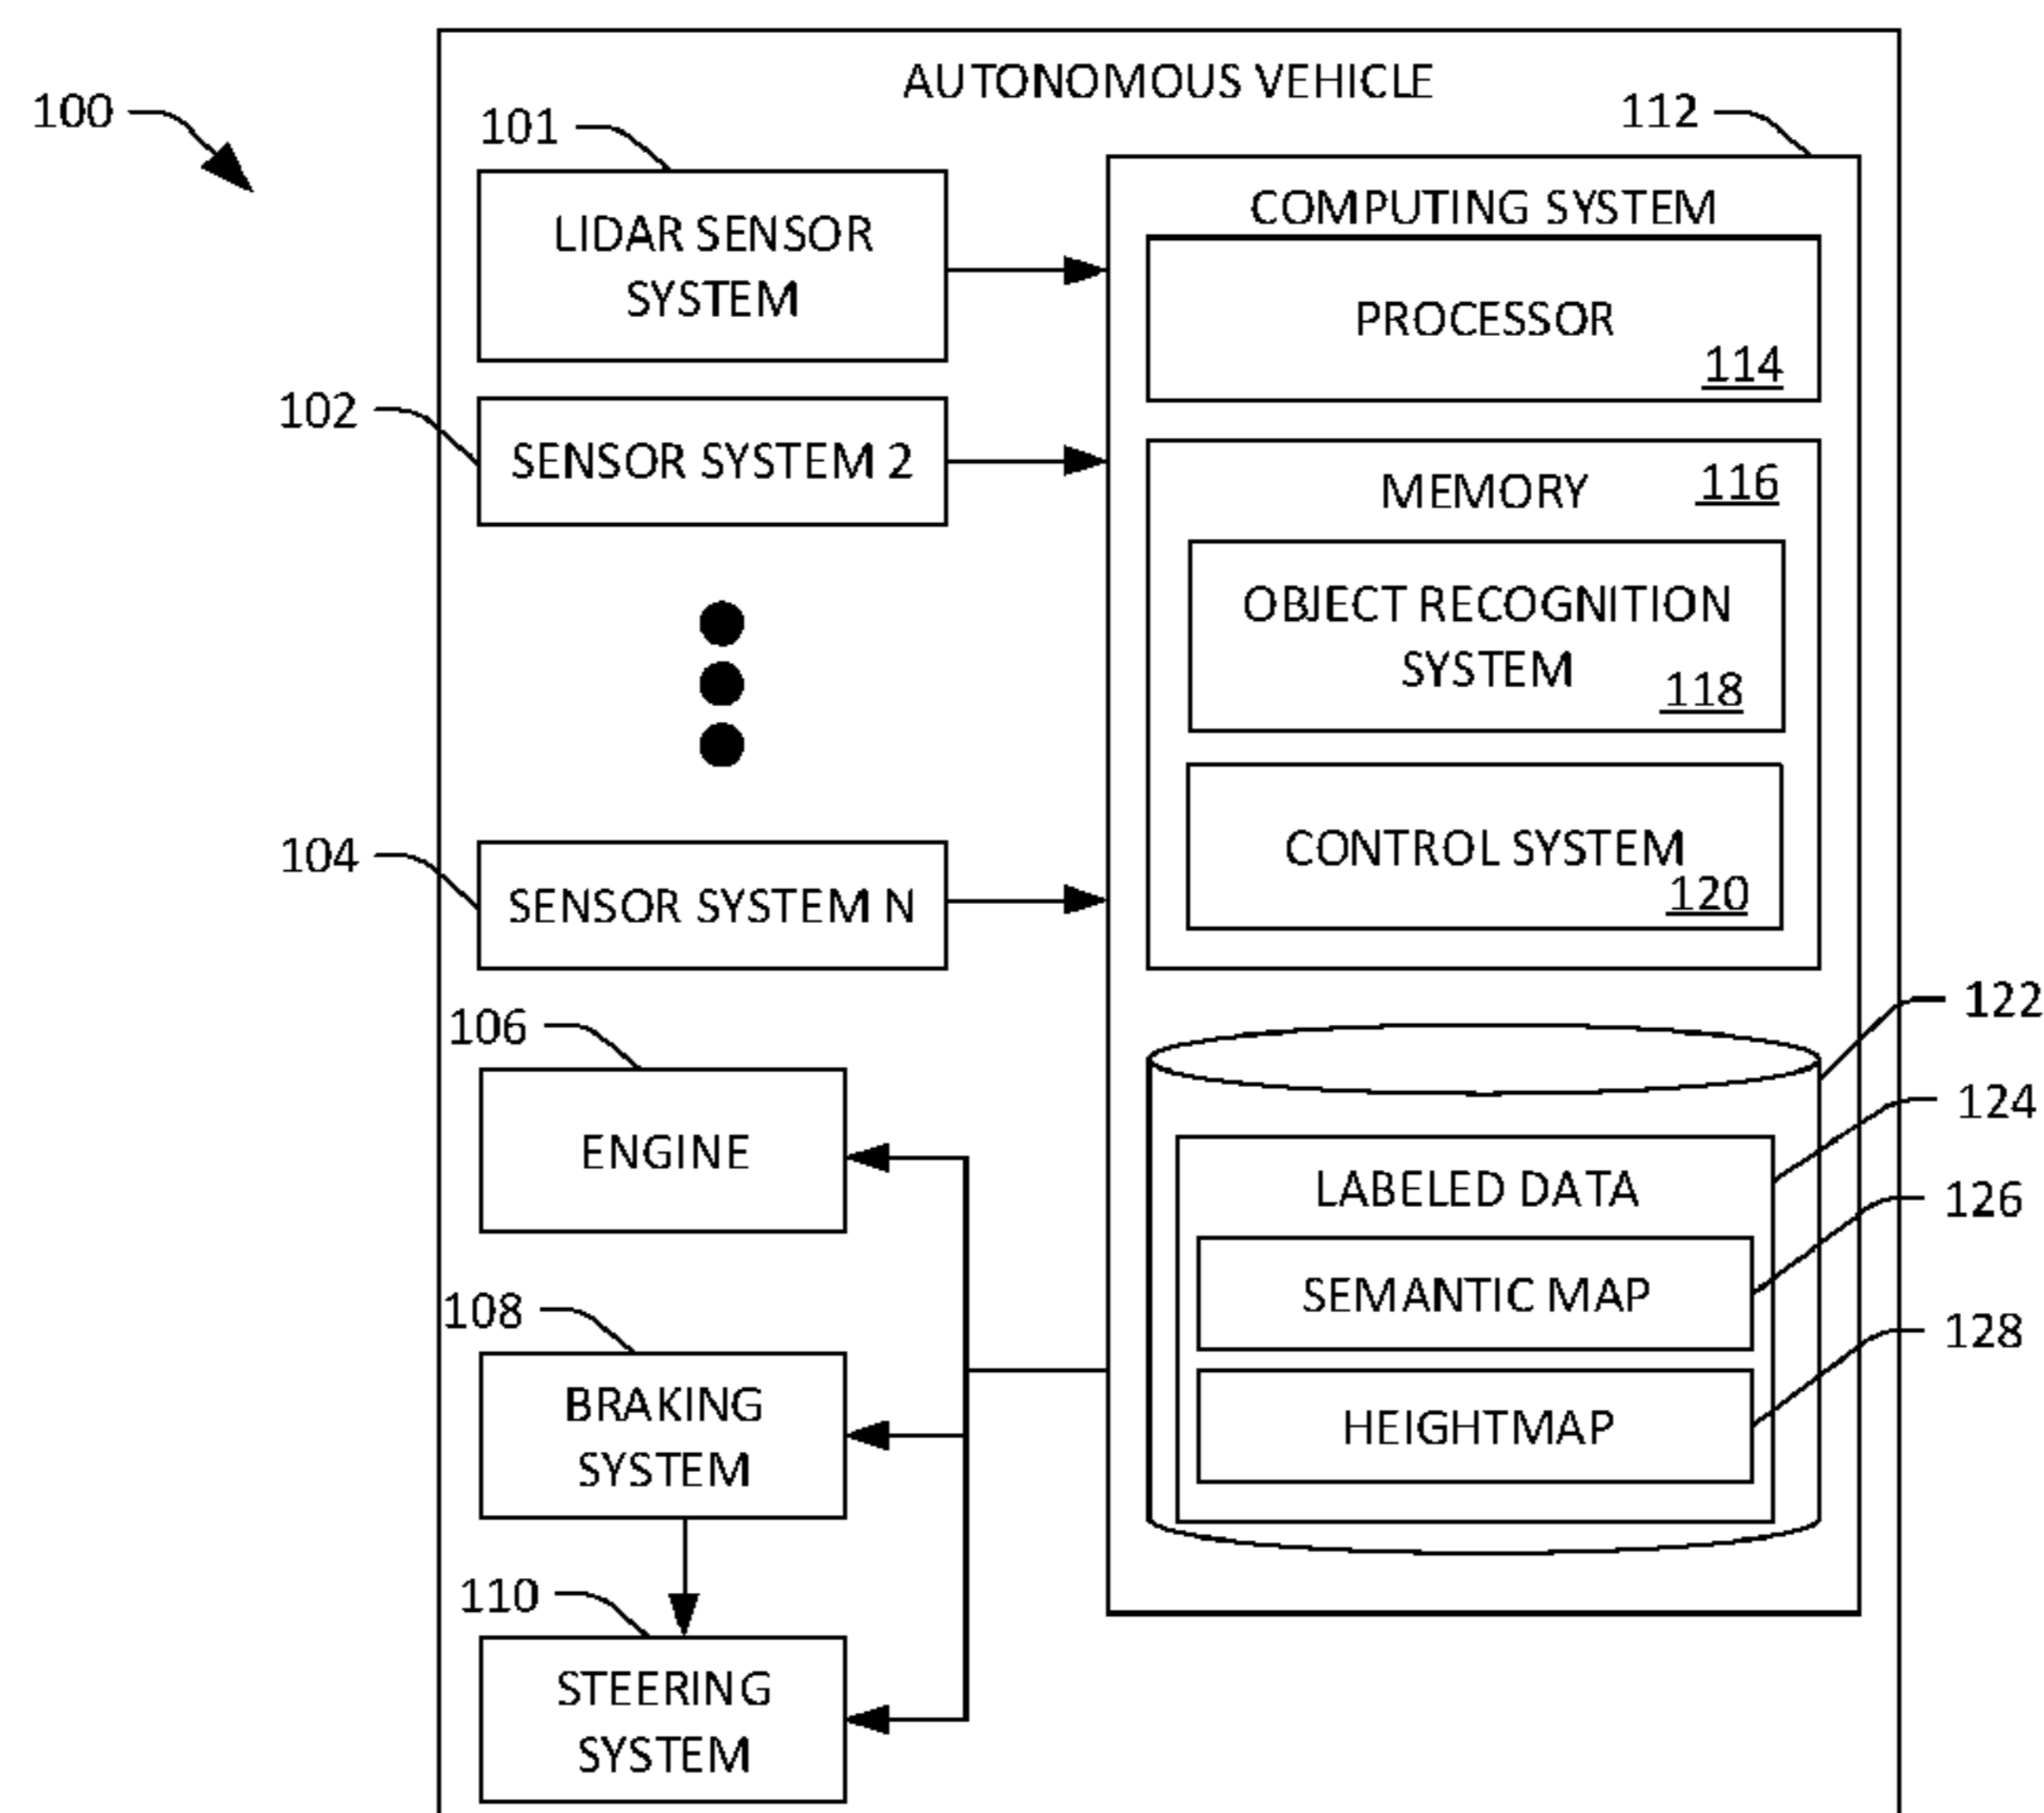 AUTONOMOUS VEHICLE
100
101
112
LIDAR SENSOR
SYSTEM
COMPUTING SYSTEM
PROCESSOR
114
102
SENSOR SYSTEM 2
MEMORY
116
OBJECT RECOGNITION
SYSTEM
118
104
SENSOR SYSTEM N
CONTROL SYSTEM
120
122
106
ENGINE
124
LABELED DATA
126
SEMANTIC MAP
128
HEIGHTMAP
108
BRAKING
SYSTEM
110
STEERING
SYSTEM